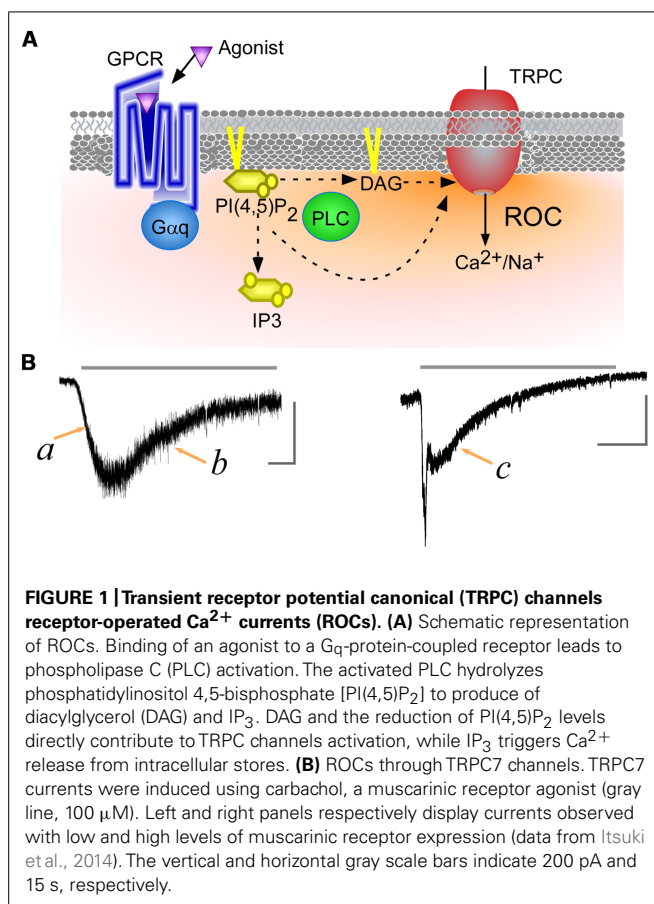 A
GPCR
Agonist
TRPC
PI(4,5)P₂
DAG
PLC
ROC
Gαq
Ca²⁺/Na⁺
IP3
B
a
b
c
FIGURE 1 | Transient receptor potential canonical (TRPC) channels
receptor-operated Ca²⁺ currents (ROCs). (A) Schematic representation
of ROCs. Binding of an agonist to a Gq-protein-coupled receptor leads to
phospholipase C (PLC) activation. The activated PLC hydrolyzes
phosphatidylinositol 4,5-bisphosphate [PI(4,5)P₂] to produce of
diacylglycerol (DAG) and IP₃. DAG and the reduction of PI(4,5)P₂ levels
directly contribute to TRPC channels activation, while IP₃ triggers Ca²⁺
release from intracellular stores. (B) ROCs through TRPC7 channels. TRPC7
currents were induced using carbachol, a muscarinic receptor agonist (gray
line, 100 μM). Left and right panels respectively display currents observed
with low and high levels of muscarinic receptor expression (data from Itsuki
et al., 2014). The vertical and horizontal gray scale bars indicate 200 pA and
15 s, respectively.